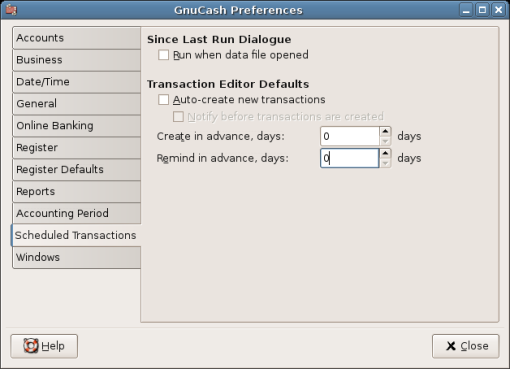 GnuCash Preferences
Accounts
Business
Date/Time
General
Online Banking
Register
Register Defaults
Reports
Accounting Period
Scheduled Transactions
Windows
Since Last Run Dialogue
Run when data file opened
Transaction Editor Defaults
Auto-create new transactions
Notify before transactions are created
Create in advance, days: 0 days
Remind in advance, days: 0 days
Help
Close